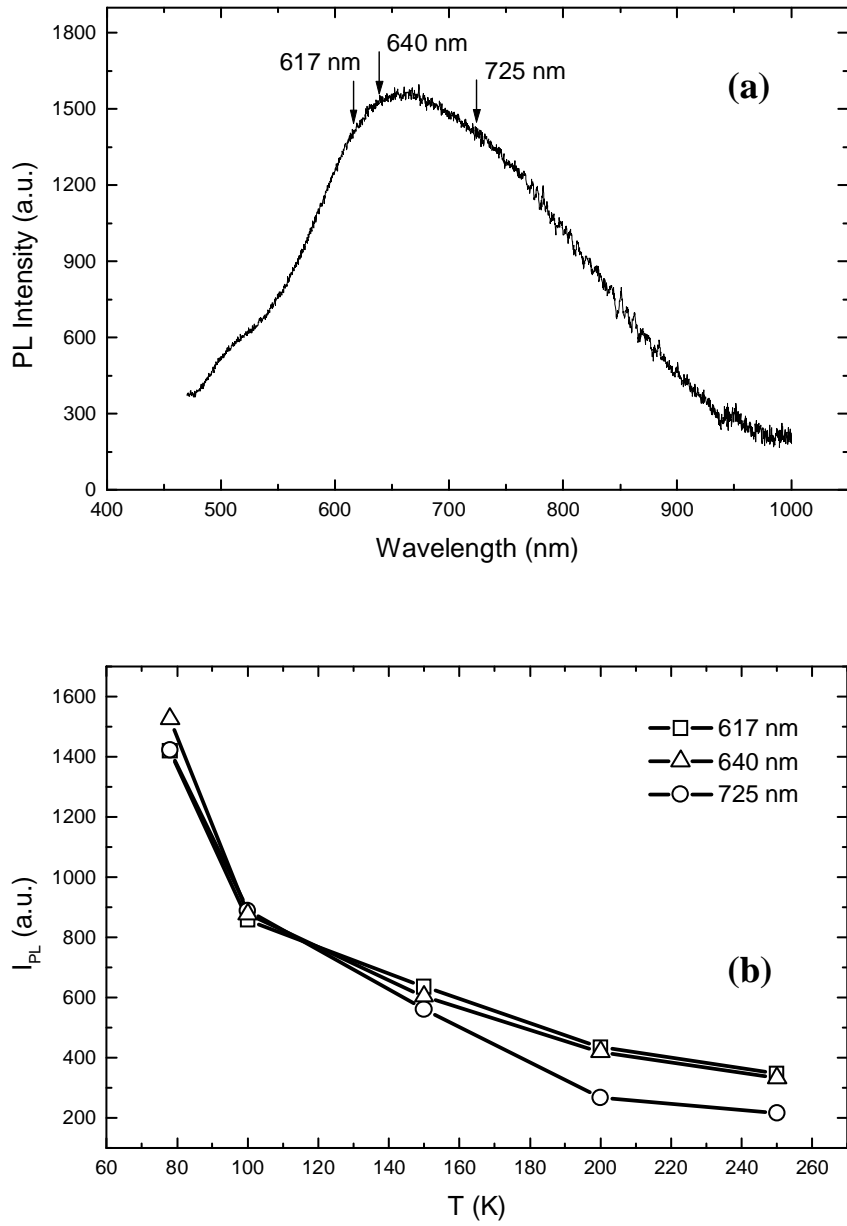 1800
1500
1200
900
600
300
0
PL Intensity (a.u.)
617 nm
640 nm
725 nm
(a)
400 500 600 700 800 900 1000
Wavelength (nm)
1600
1400
1200
1000
800
600
400
200
I_PL (a.u.)
617 nm
640 nm
725 nm
(b)
60 80 100 120 140 160 180 200 220 240 260
T (K)